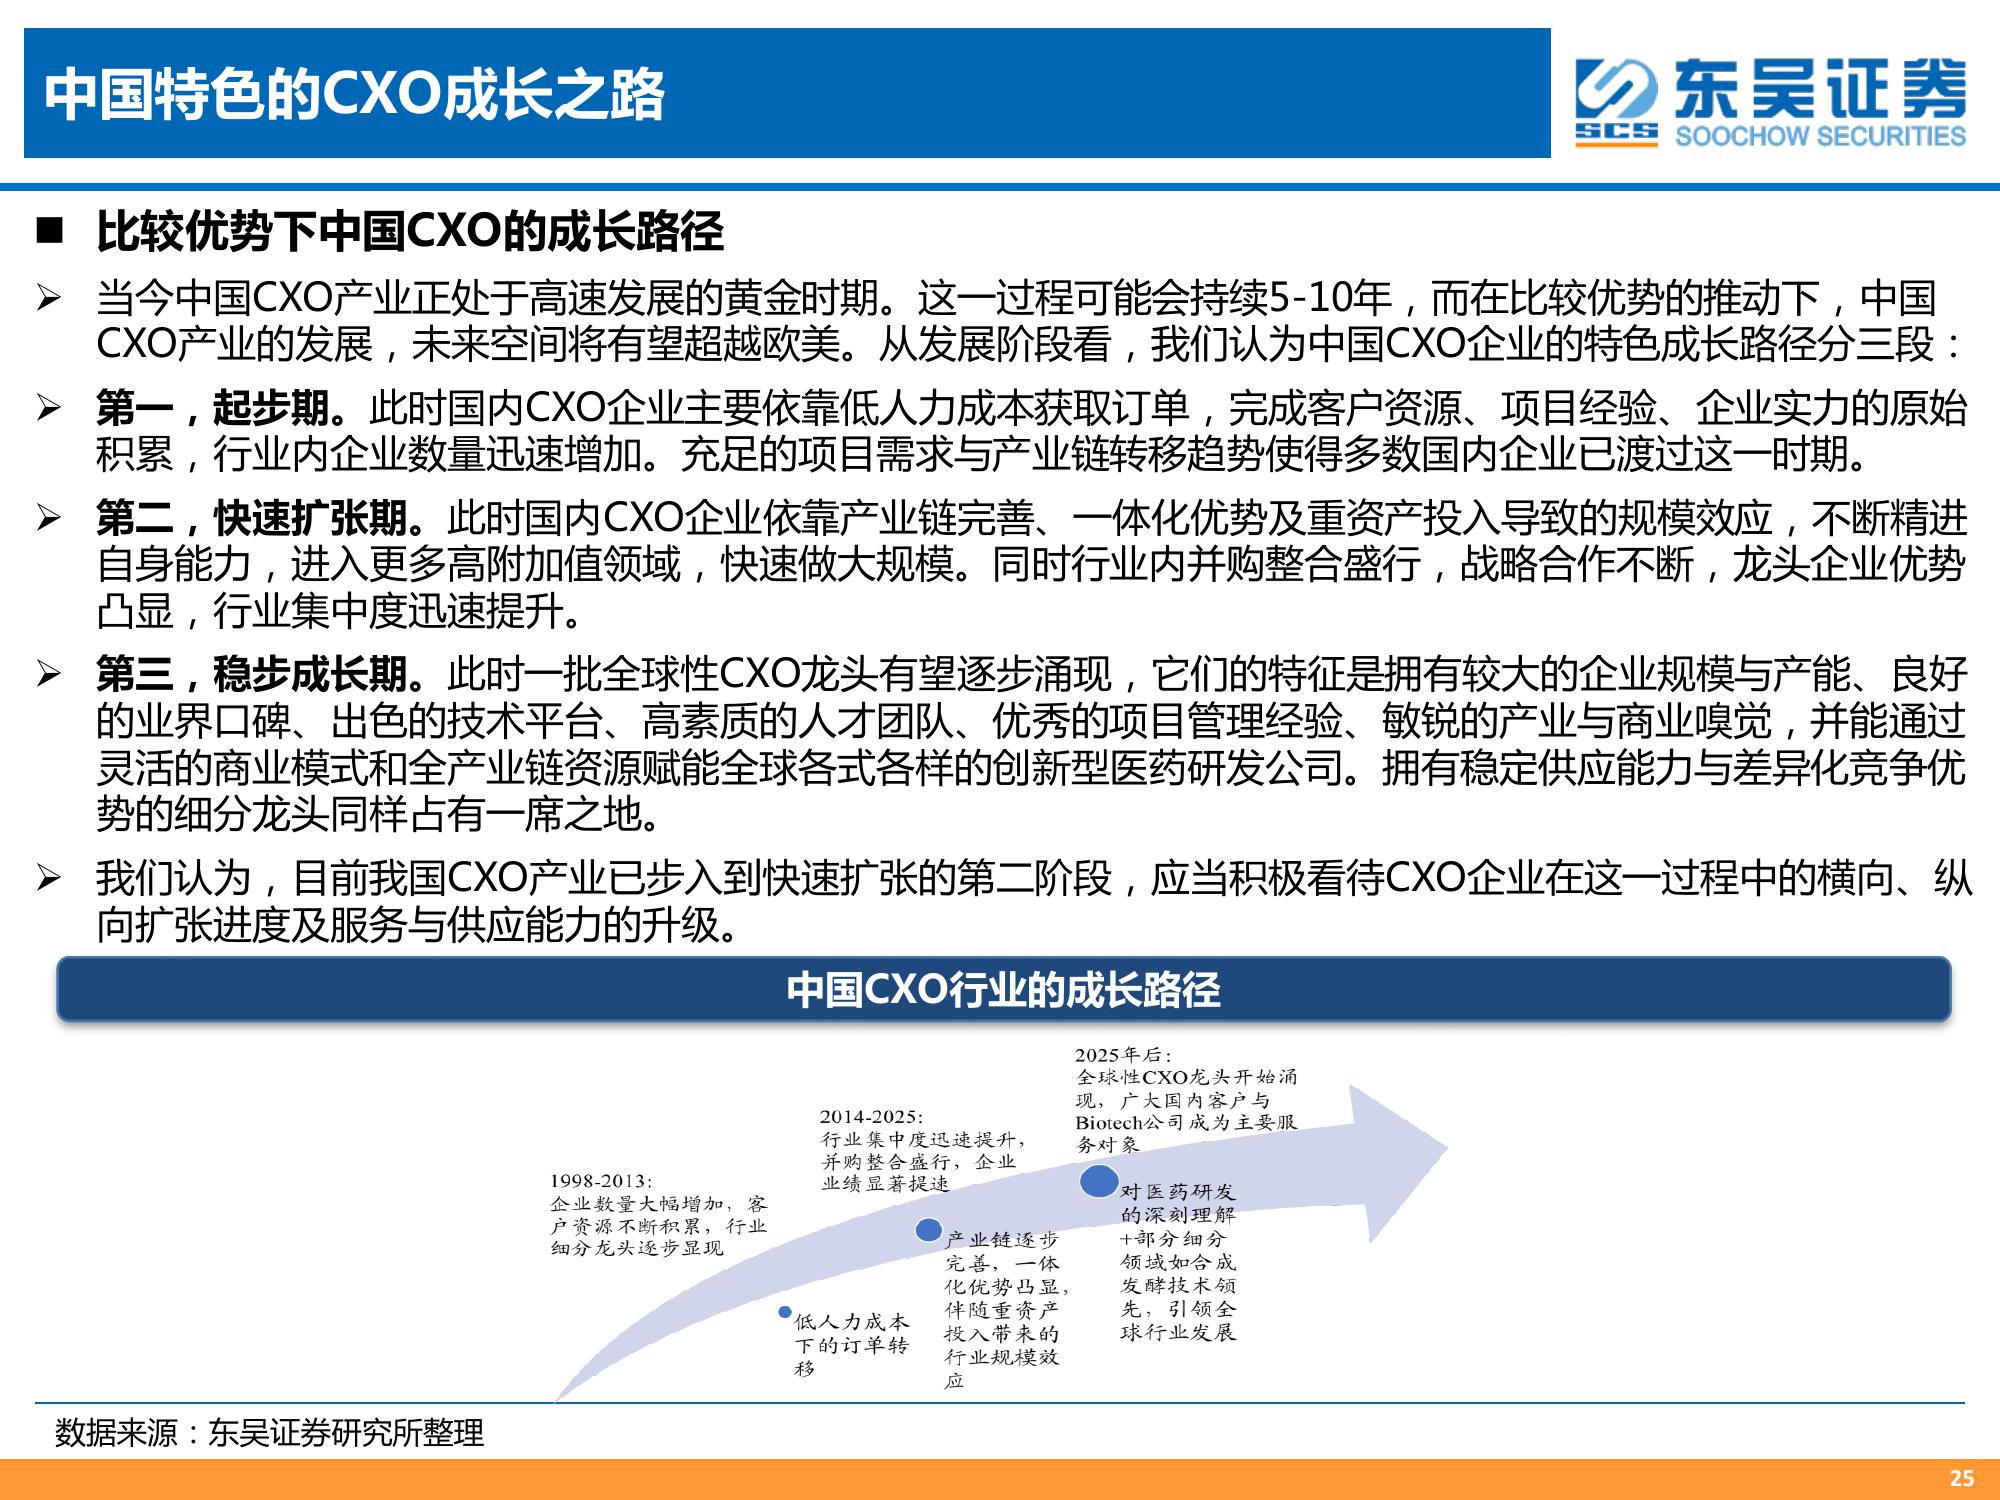 中国特色的CXO成长之路
SCS
东吴证券
SOOCHOW SECURITIES
比较优势下中国CXO的成长路径
当今中国CXO产业正处于高速发展的黄金时期。这一过程可能会持续5-10年，而在比较优势的推动下，中国
CXO产业的发展，未来空间将有望超越欧美。从发展阶段看，我们认为中国CXO企业的特色成长路径分三段：
第一，起步期。此时国内CXO企业主要依靠低人力成本获取订单，完成客户资源、项目经验、企业实力的原始
积累，行业内企业数量迅速增加。充足的项目需求与产业链转移趋势使得多数国内企业已渡过这一时期。
第二，快速扩张期。此时国内CXO企业依靠产业链完善、一体化优势及重资产投入导致的规模效应，不断精进
自身能力，进入更多高附加值领域，快速做大规模。同时行业内并购整合盛行，战略合作不断，龙头企业优势
凸显，行业集中度迅速提升。
第三，稳步成长期。此时一批全球性CXO龙头有望逐步涌现，它们的特征是拥有较大的企业规模与产能、良好
的业界口碑、出色的技术平台、高素质的人才团队、优秀的项目管理经验、敏锐的产业与商业嗅觉，并能通过
灵活的商业模式和全产业链资源赋能全球各式各样的创新型医药研发公司。拥有稳定供应能力与差异化竞争优
势的细分龙头同样占有一席之地。
我们认为，目前我国CXO产业已步入到快速扩张的第二阶段，应当积极看待CXO企业在这一过程中的横向、纵
向扩张进度及服务与供应能力的升级。
中国CXO行业的成长路径
1998-2013:
企业数量大幅增加，客
户资源不断积累，行业
细分龙头逐步显现
2014-2025:
行业集中度迅速提升，
并购整合盛行，企业
业绩显著提速
2025年后:
全球性CXO龙头开始涌
现，广大国内客户与
Biotech公司成为主要服
务对象
低人力成本
下的订单转
移
产业链逐步
完善，一体
化优势凸显，
伴随重资产
投入带来的
行业规模效
应
对医药研发
的深刻理解
+部分细分
领域如合成
发酵技术领
先，引领全
球行业发展
数据来源：东吴证券研究所整理
25